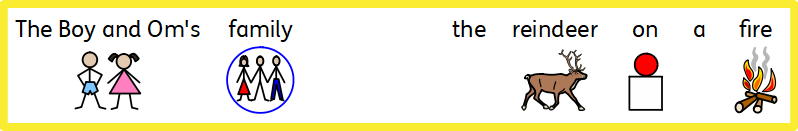 The Boy and Om's family the reindeer on a fire